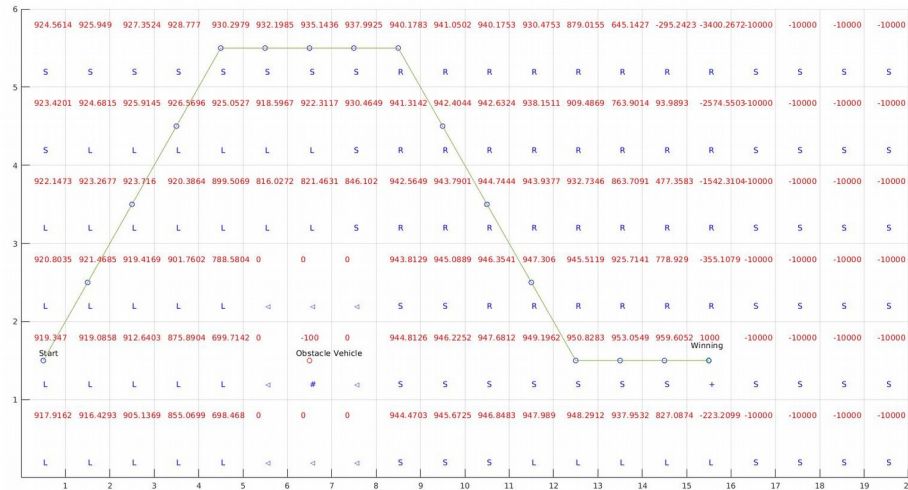 6
924.5614 925.949 927.3524 928.777 930.2979 932.1985 935.1436 937.9925 940.1783 941.0502 940.1753 930.4753 879.0155 645.1427 -295.2423 -3400.2672 -10000 -10000 -10000 -10000
S S S S S S S S R R R R R R R R S S S S
5
923.4201 924.6815 925.9145 926.5696 925.0527 918.5967 922.3117 930.4649 941.3142 942.4044 942.6324 938.1511 909.4869 763.9014 93.9893 -2574.5503 -10000 -10000 -10000 -10000
S L L L L L L S R R R R R R R R S S S S
4
922.1473 923.2677 923.716 920.3864 899.5069 816.0272 821.4631 846.102 942.5649 943.7901 944.7444 943.9377 932.7346 863.7091 477.3583 -1542.3104 -10000 -10000 -10000 -10000
L L L L L L L S R R R R R R R R S S S S
3
920.8035 921.4685 919.4169 901.7602 788.5804 0 0 0 943.8129 945.0889 946.3541 947.306 945.5119 925.7141 778.929 -355.1079 -10000 -10000 -10000 -10000
L L L L L ◁ ◁ ◁ S S R R R R R R S S S S
2
919.347 919.0858 912.6403 875.8904 699.7142 0 -100 0 944.8126 946.2252 947.6812 949.1962 950.8283 953.0549 959.6052 1000 -10000 -10000 -10000 -10000
Start Obstacle Vehicle Winning
L L L L L ◁ # ◁ S S S S S S S + S S S S
1
917.9162 916.4293 905.1369 855.0699 698.468 0 0 0 944.4703 945.6725 946.8483 947.989 948.2912 937.9532 827.0874 -223.2099 -10000 -10000 -10000 -10000
L L L L L ◁ ◁ ◁ S S S L L L L L S S S S
1 2 3 4 5 6 7 8 9 10 11 12 13 14 15 16 17 18 19 2